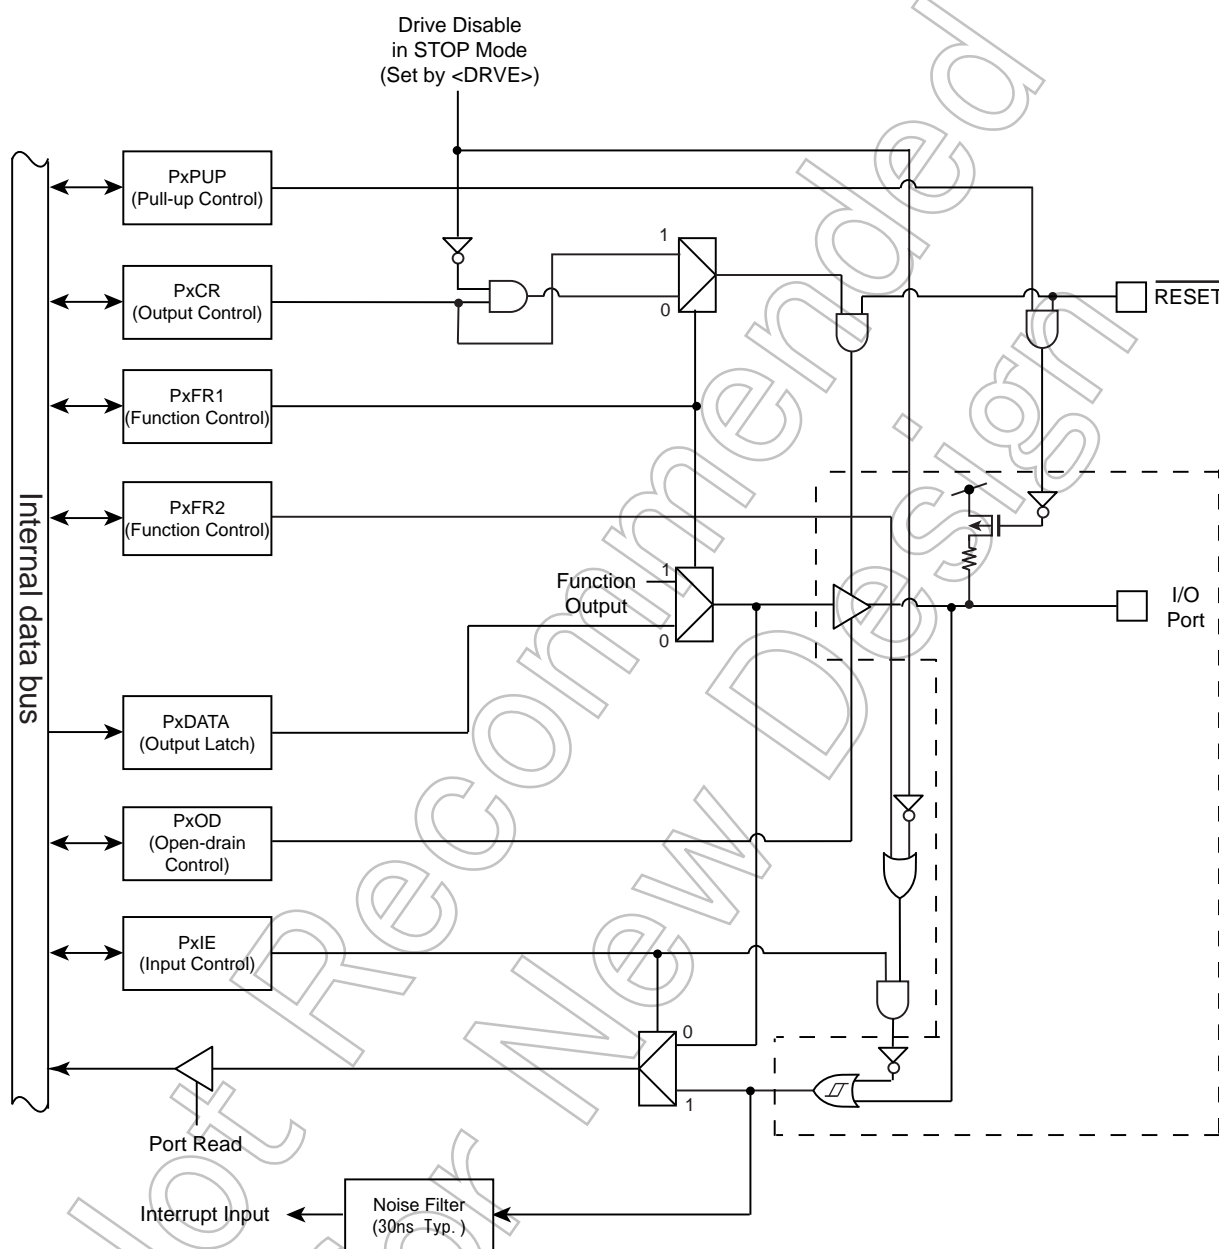 Drive Disable
in STOP Mode
(Set by <DRVE>)
PxPUP
(Pull-up Control)
1
PxCR
(Output Control)
0
RESET
PxFR1
(Function Control)
PxFR2
(Function Control)
Internal data bus
Function
Output
1
0
I/O
Port
PxDATA
(Output Latch)
PxOD
(Open-drain
Control)
PxIE
(Input Control)
0
1
Port Read
Interrupt Input
Noise Filter
(30ns Typ.)
Not Recommended
for New Design